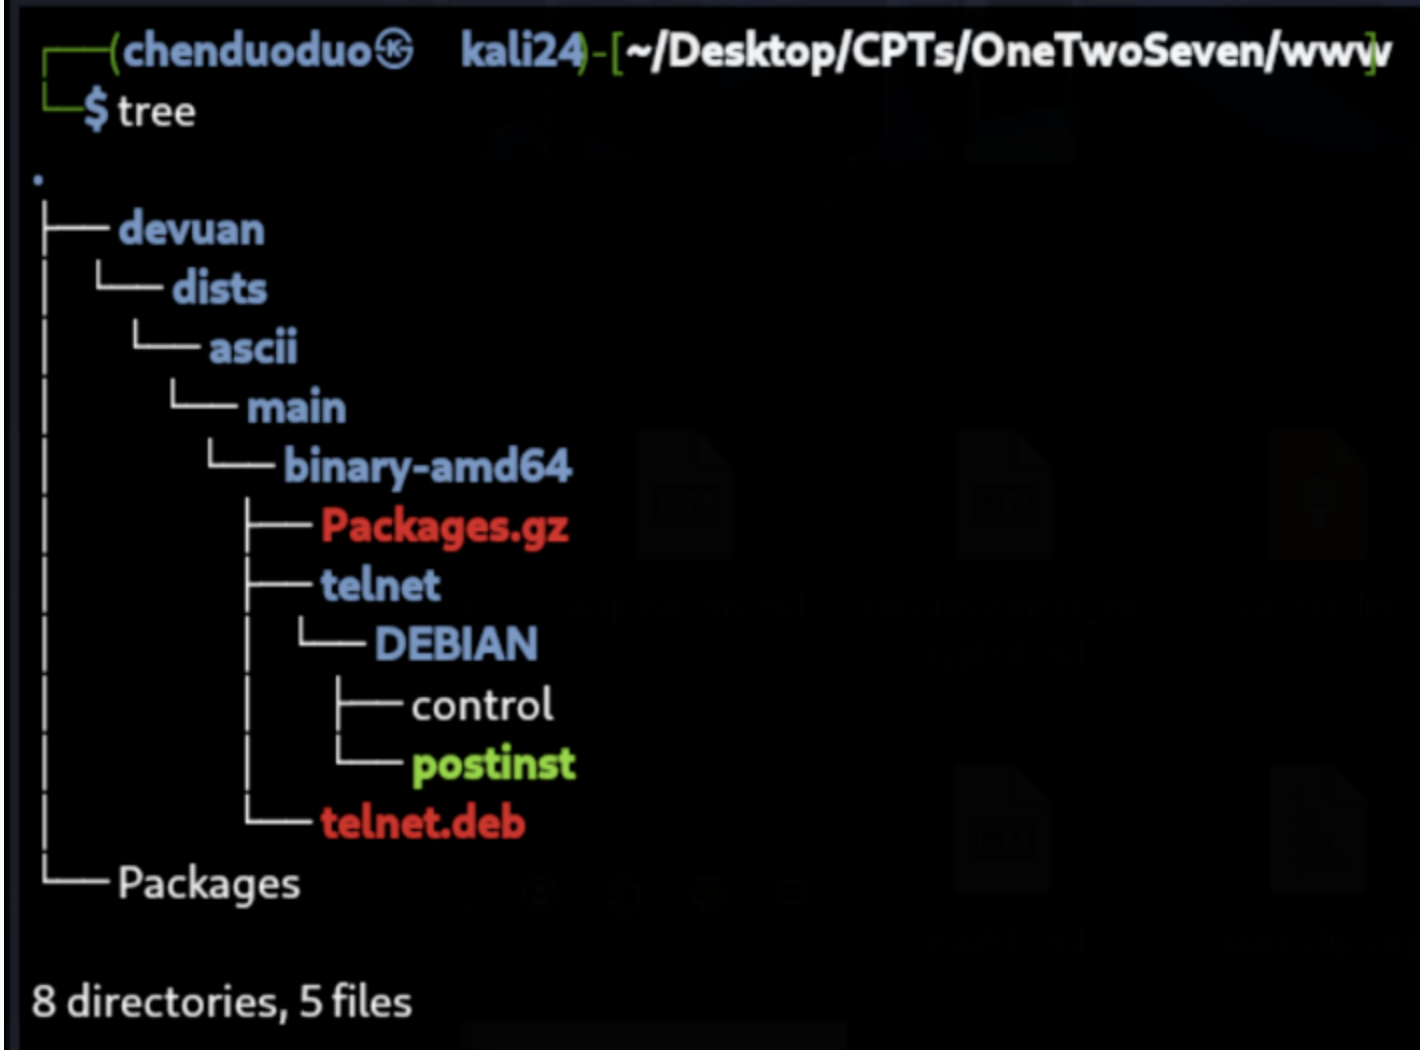 ┌──(chenduoduo㉿kali24)-[~/Desktop/CPTs/OneTwoSeven/www]
└─$ tree
.
├── devuan
│   └── dists
│       └── ascii
│           └── main
│               └── binary-amd64
│                   ├── Packages.gz
│                   ├── telnet
│                   │   └── DEBIAN
│                   │       ├── control
│                   │       └── postinst
│                   └── telnet.deb
└── Packages
8 directories, 5 files